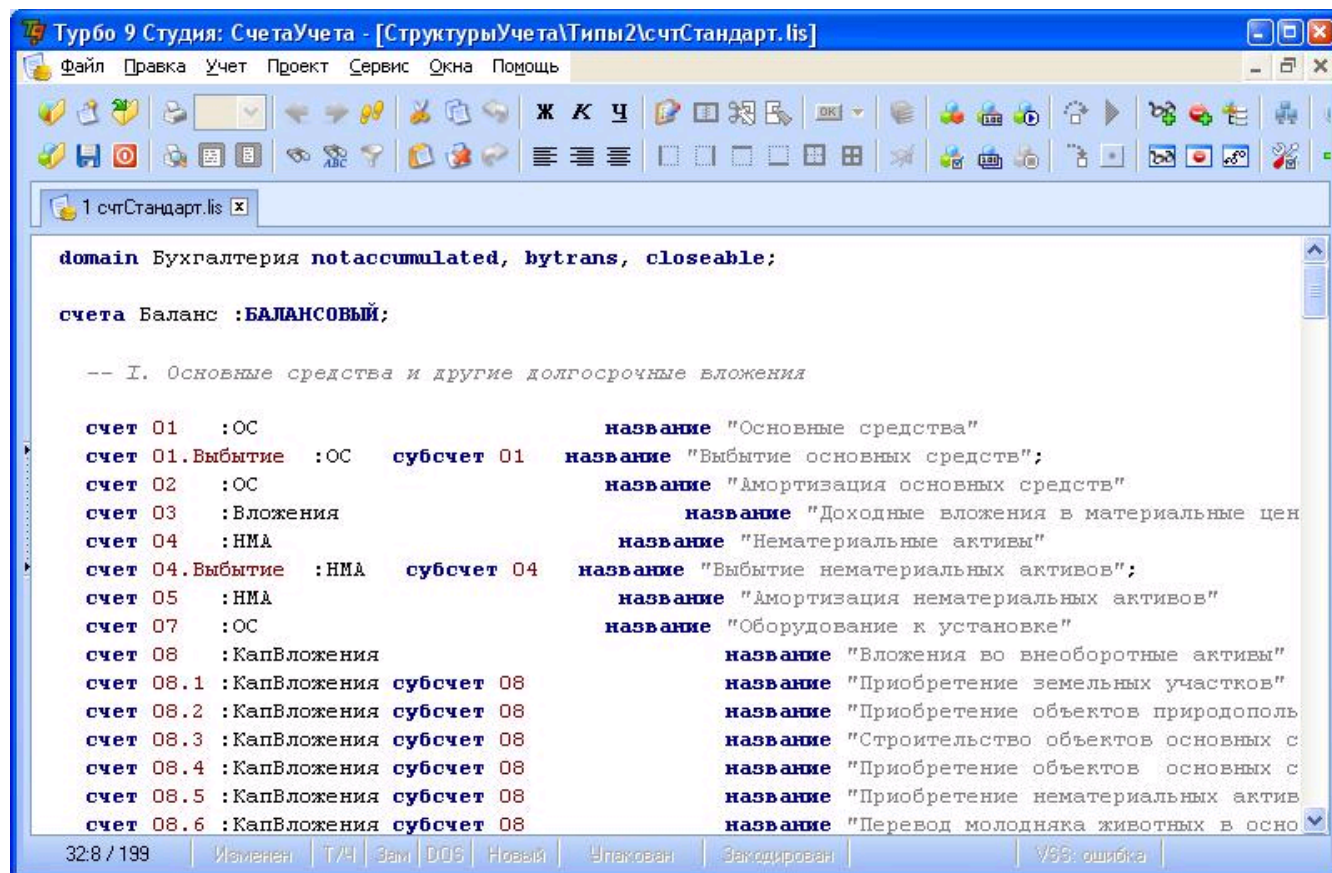 Турбо 9 Студия: СчетаУчета - [СтруктурыУчета\Типы2\счтСтандарт.lis]
Файл Правка Учет Проект Сервис Окна Помощь
Ж К Ч
1 счтСтандарт.lis
domain Бухгалтерия notaccumulated, bytrans, closeable;
счета Баланс :БАЛАНСОВЫЙ;
-- I. Основные средства и другие долгосрочные вложения
счет 01 :ОС название "Основные средства"
счет 01.Выбытие :ОС субсчет 01 название "Выбытие основных средств";
счет 02 :ОС название "Амортизация основных средств"
счет 03 :Вложения название "Доходные вложения в материальные цен
счет 04 :НМА название "Нематериальные активы"
счет 04.Выбытие :НМА субсчет 04 название "Выбытие нематериальных активов";
счет 05 :НМА название "Амортизация нематериальных активов"
счет 07 :ОС название "Оборудование к установке"
счет 08 :КапВложения название "Вложения во внеоборотные активы"
счет 08.1 :КапВложения субсчет 08 название "Приобретение земельных участков"
счет 08.2 :КапВложения субсчет 08 название "Приобретение объектов природополь
счет 08.3 :КапВложения субсчет 08 название "Строительство объектов основных с
счет 08.4 :КапВложения субсчет 08 название "Приобретение объектов основных с
счет 08.5 :КапВложения субсчет 08 название "Приобретение нематериальных актив
счет 08.6 :КапВложения субсчет 08 название "Перевод молодняка животных в осно
32:8 / 199 Изменен Т/Ч Зам DOS Новый Упакован Закодирован VSS: ошибка